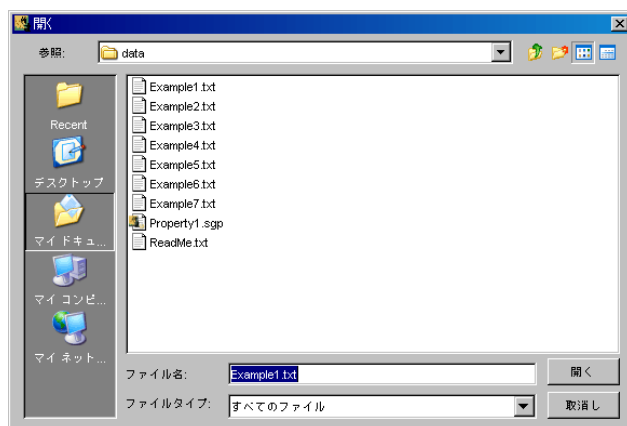 開く
参照: data
Recent
デスクトップ
マイ ドキュ...
マイ コンピ...
マイ ネット...
Example1.txt
Example2.txt
Example3.txt
Example4.txt
Example5.txt
Example6.txt
Example7.txt
Property1.sgp
ReadMe.txt
ファイル名: Example1.txt 開く
ファイルタイプ: すべてのファイル 取消し